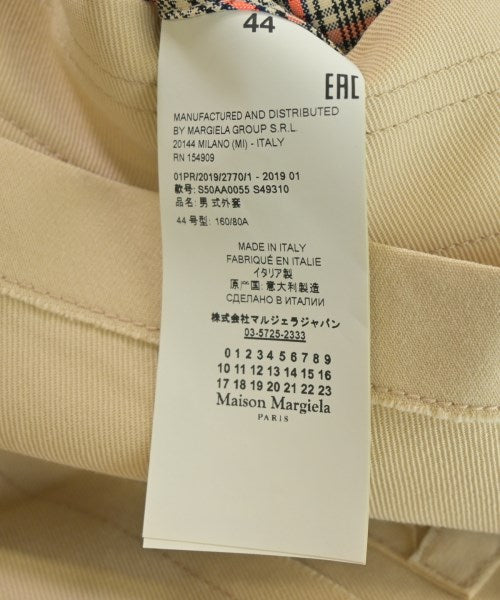 44
EAC
MANUFACTURED AND DISTRIBUTED
BY MARGIELA GROUP S.R.L.
20144 MILANO (MI) - ITALY
RN 154909
01PR/2019/2770/1 - 2019 01
款号: S50AA0055 S49310
品名: 男式外套
44 号型: 160/80A
MADE IN ITALY
FABRIQUÉ EN ITALIE
イタリア製
原产国: 意大利製造
СДЕЛАНО В ИТАЛИИ
株式会社マルジェラジャパン
03-5725-2333
0 1 2 3 4 5 6 7 8 9
10 11 12 13 14 15 16
17 18 19 20 21 22 23
Maison Margiela
PARIS